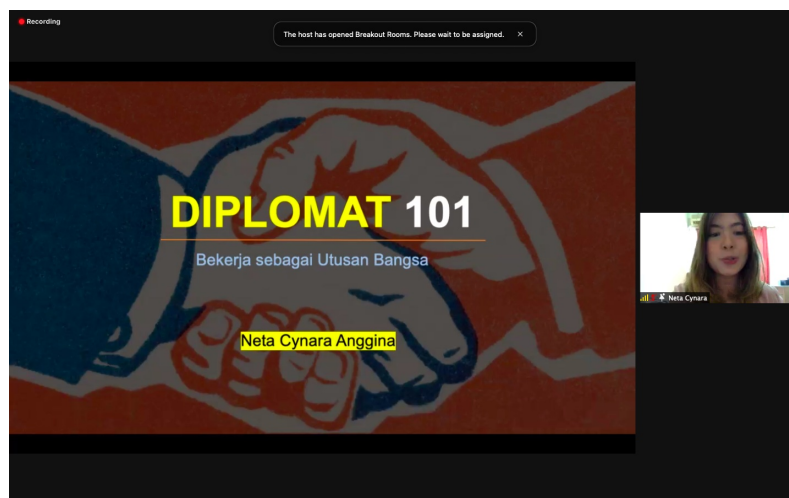 Recording
The host has opened Breakout Rooms. Please wait to be assigned.
DIPLOMAT 101
Bekerja sebagai Utusan Bangsa
Neta Cynara Anggina
Neta Cynara